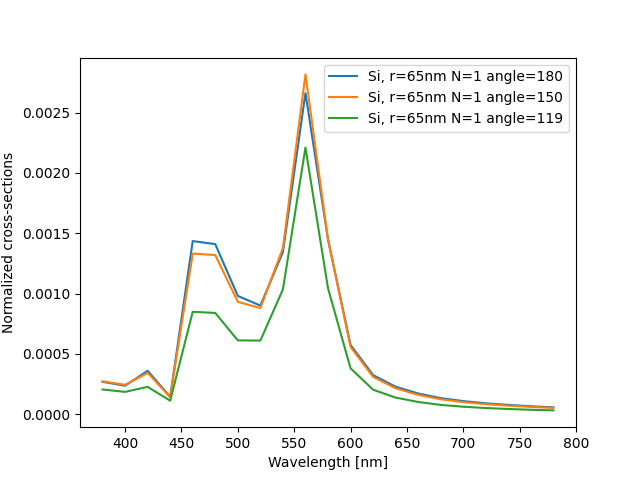 Si, r=65nm N=1 angle=180
Si, r=65nm N=1 angle=150
Si, r=65nm N=1 angle=119
Normalized cross-sections
0.0025
0.0020
0.0015
0.0010
0.0005
0.0000
400 450 500 550 600 650 700 750 800
Wavelength [nm]